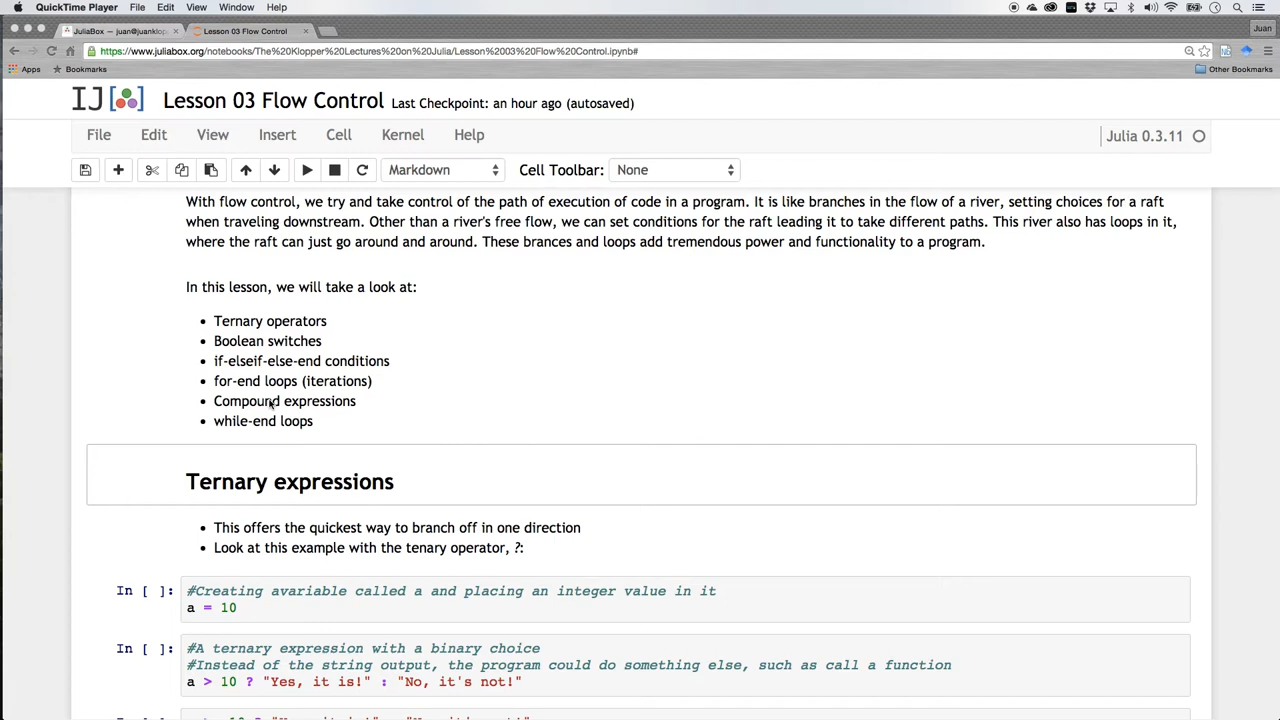 QuickTime Player File Edit View Window Help
JuliaBox — juan@juanklop
Lesson 03 Flow Control
Juan
https://www.juliabox.org/notebooks/The%20Klopper%20Lectures%20on%20Julia/Lesson%2003%20Flow%20Control.ipynb#
Apps Bookmarks Other Bookmarks
IJ Lesson 03 Flow Control Last Checkpoint: an hour ago (autosaved)
File Edit View Insert Cell Kernel Help Julia 0.3.11
Markdown Cell Toolbar: None
With flow control, we try and take control of the path of execution of code in a program. It is like branches in the flow of a river, setting choices for a raft
when traveling downstream. Other than a river's free flow, we can set conditions for the raft leading it to take different paths. This river also has loops in it,
where the raft can just go around and around. These brances and loops add tremendous power and functionality to a program.
In this lesson, we will take a look at:
• Ternary operators
• Boolean switches
• if-elseif-else-end conditions
• for-end loops (iterations)
• Compound expressions
• while-end loops
Ternary expressions
• This offers the quickest way to branch off in one direction
• Look at this example with the tenary operator, ?:
In [ ]: #Creating avariable called a and placing an integer value in it
a = 10
In [ ]: #A ternary expression with a binary choice
#Instead of the string output, the program could do something else, such as call a function
a > 10 ? "Yes, it is!" : "No, it's not!"